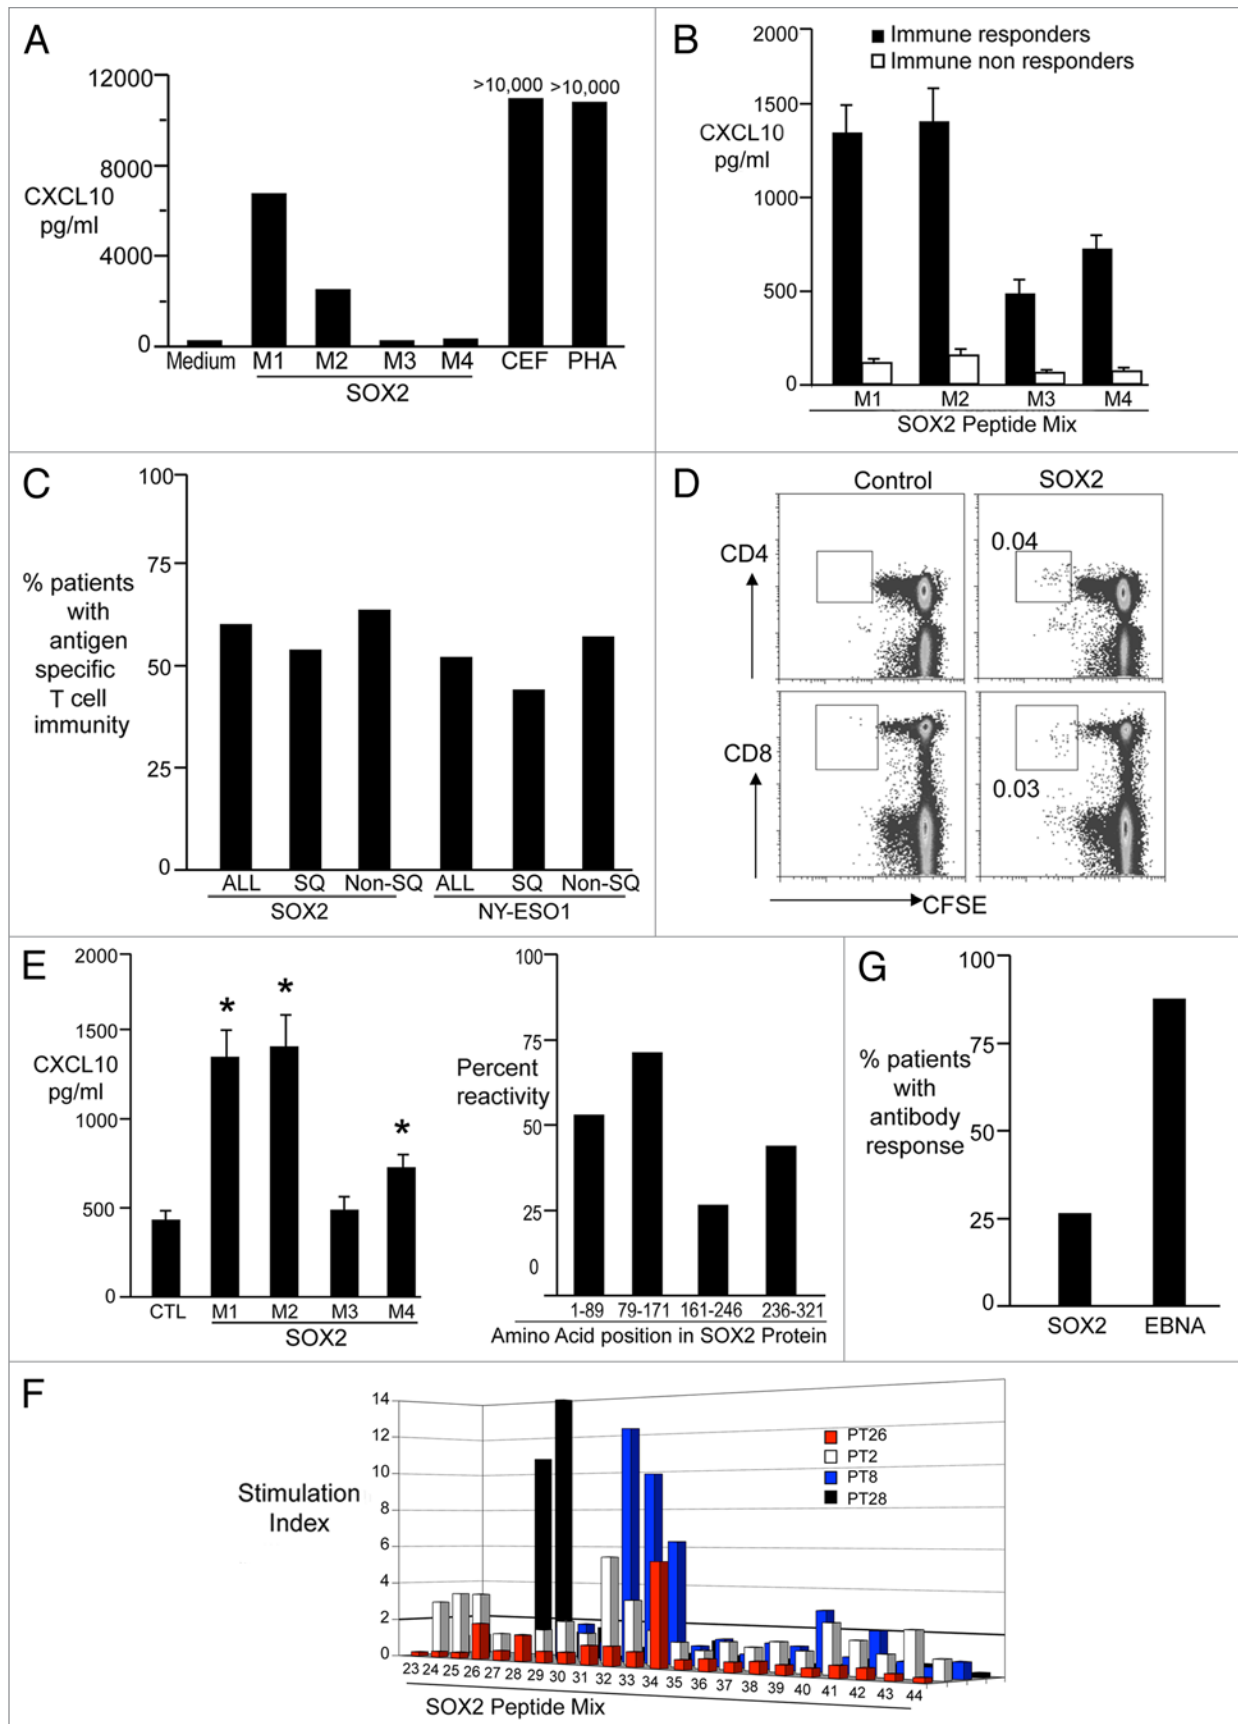 A
12000
8000
4000
0
CXCL10
pg/ml
>10,000 >10,000
Medium M1 M2 M3 M4 CEF PHA
SOX2
B
2000
1500
1000
500
0
CXCL10
pg/ml
Immune responders
Immune non responders
M1 M2 M3 M4
SOX2 Peptide Mix
C
100
75
50
25
0
% patients
with
antigen
specific
T cell
immunity
ALL SQ Non-SQ ALL SQ Non-SQ
SOX2 NY-ESO1
D
Control SOX2
CD4
0.04
CD8
0.03
CFSE
E
2000
1500
1000
500
0
CXCL10
pg/ml
* * *
CTL M1 M2 M3 M4
SOX2
100
75
50
25
0
Percent
reactivity
1-89 79-171 161-246 236-321
Amino Acid position in SOX2 Protein
G
100
75
50
25
0
% patients
with
antibody
response
SOX2 EBNA
F
14
12
10
8
6
4
2
0
Stimulation
Index
PT26
PT2
PT8
PT28
23 24 25 26 27 28 29 30 31 32 33 34 35 36 37 38 39 40 41 42 43 44
SOX2 Peptide Mix